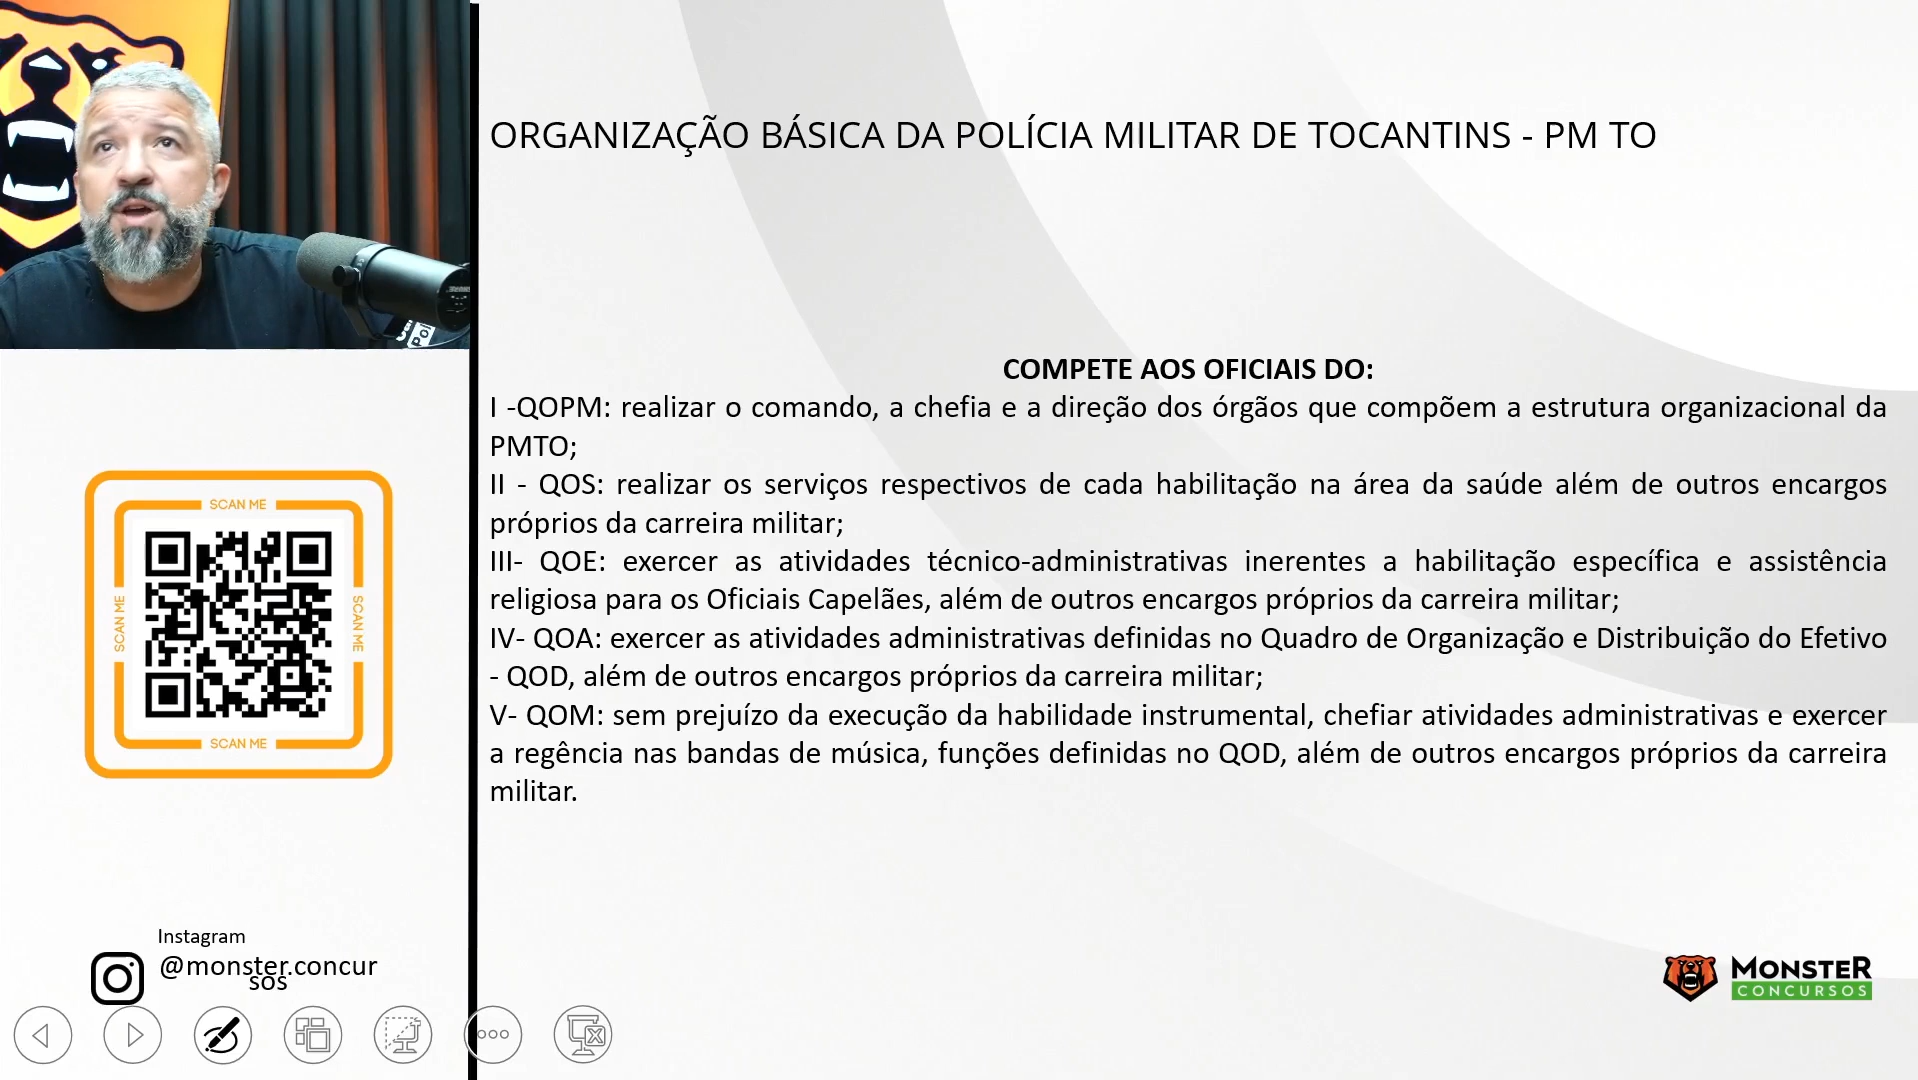 ORGANIZAÇÃO BÁSICA DA POLÍCIA MILITAR DE TOCANTINS - PM TO
COMPETE AOS OFICIAIS DO:
I -QOPM: realizar o comando, a chefia e a direção dos órgãos que compõem a estrutura organizacional da
PMTO;
II - QOS: realizar os serviços respectivos de cada habilitação na área da saúde além de outros encargos
próprios da carreira militar;
III- QOE: exercer as atividades técnico-administrativas inerentes a habilitação específica e assistência
religiosa para os Oficiais Capelães, além de outros encargos próprios da carreira militar;
IV- QOA: exercer as atividades administrativas definidas no Quadro de Organização e Distribuição do Efetivo
- QOD, além de outros encargos próprios da carreira militar;
V- QOM: sem prejuízo da execução da habilidade instrumental, chefiar atividades administrativas e exercer
a regência nas bandas de música, funções definidas no QOD, além de outros encargos próprios da carreira
militar.
SCAN ME
SCAN ME
SCAN ME
SCAN ME
Instagram
@monster.concur
sos
MONSTER
CONCURSOS